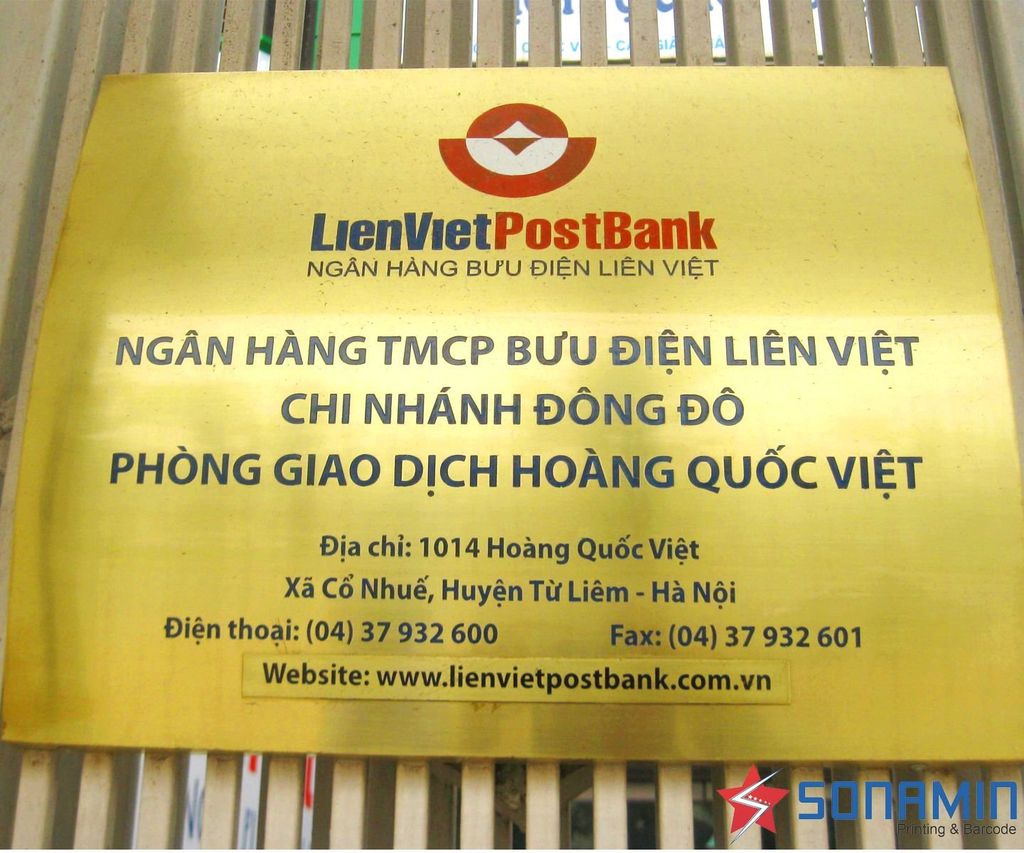 LienVietPostBank
NGÂN HÀNG BƯU ĐIỆN LIÊN VIỆT
NGÂN HÀNG TMCP BƯU ĐIỆN LIÊN VIỆT
CHI NHÁNH ĐÔNG ĐÔ
PHÒNG GIAO DỊCH HOÀNG QUỐC VIỆT
Địa chỉ: 1014 Hoàng Quốc Việt
Xã Cổ Nhuế, Huyện Từ Liêm - Hà Nội
Điện thoại: (04) 37 932 600 Fax: (04) 37 932 601
Website: www.lienvietpostbank.com.vn
SONAMIN
Printing & Barcode